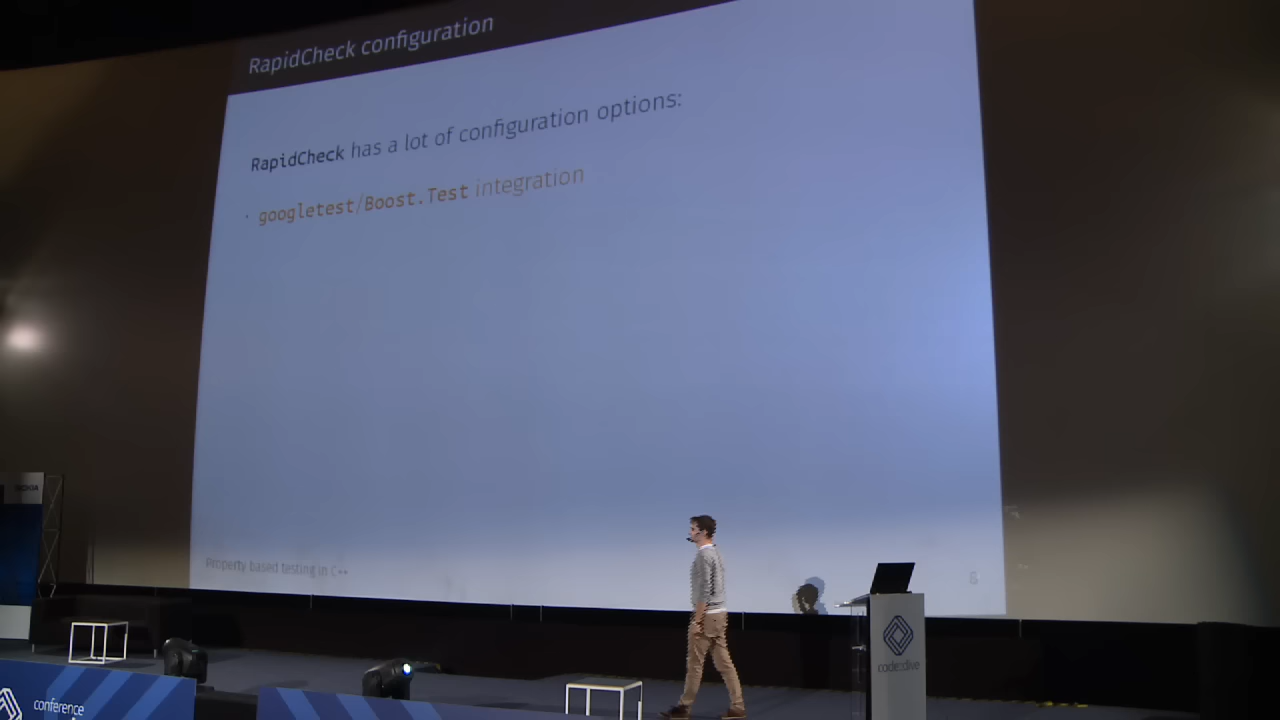 RapidCheck configuration
RapidCheck has a lot of configuration options:
· googletest/Boost.Test integration
Property based testing in C++
NOKIA
code::dive
conference